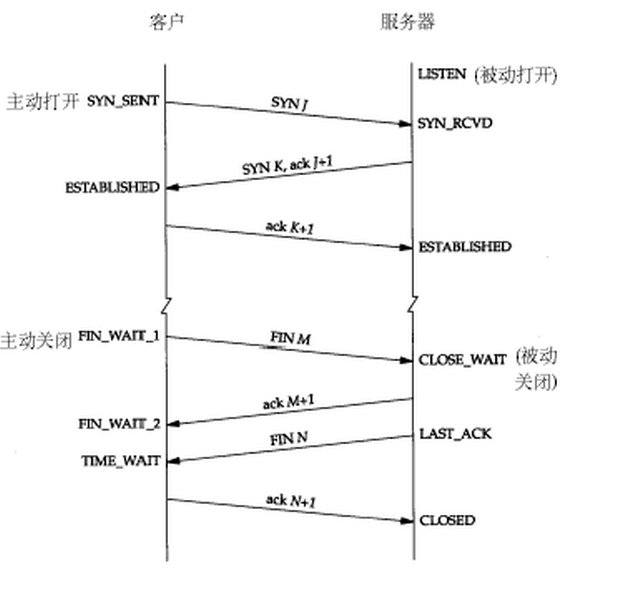 客户 服务器
LISTEN (被动打开)
主动打开 SYN_SENT
SYN J
SYN_RCVD
SYN K, ack J+1
ESTABLISHED
ack K+1
ESTABLISHED
主动关闭 FIN_WAIT_1
FIN M
CLOSE_WAIT (被动
关闭)
ack M+1
FIN_WAIT_2
FIN N
LAST_ACK
TIME_WAIT
ack N+1
CLOSED